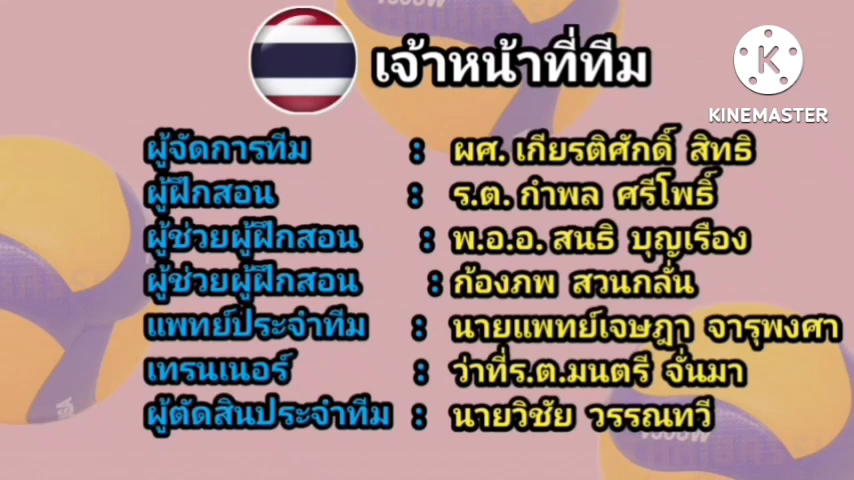 เจ้าหน้าที่ทีม
KINEMASTER
ผู้จัดการทีม : ผศ. เกียรติศักดิ์ สิทธิ
ผู้ฝึกสอน : ร.ต. กำพล ศรีโพธิ์
ผู้ช่วยผู้ฝึกสอน : พ.อ.อ. สนธิ บุญเรือง
ผู้ช่วยผู้ฝึกสอน : ก้องภพ สวนกลั่น
แพทย์ประจำทีม : นายแพทย์เจษฎา จารุพงศา
เทรนเนอร์ : ว่าที่ร.ต.มนตรี จั่นมา
ผู้ตัดสินประจำทีม : นายวิชัย วรรณทวี